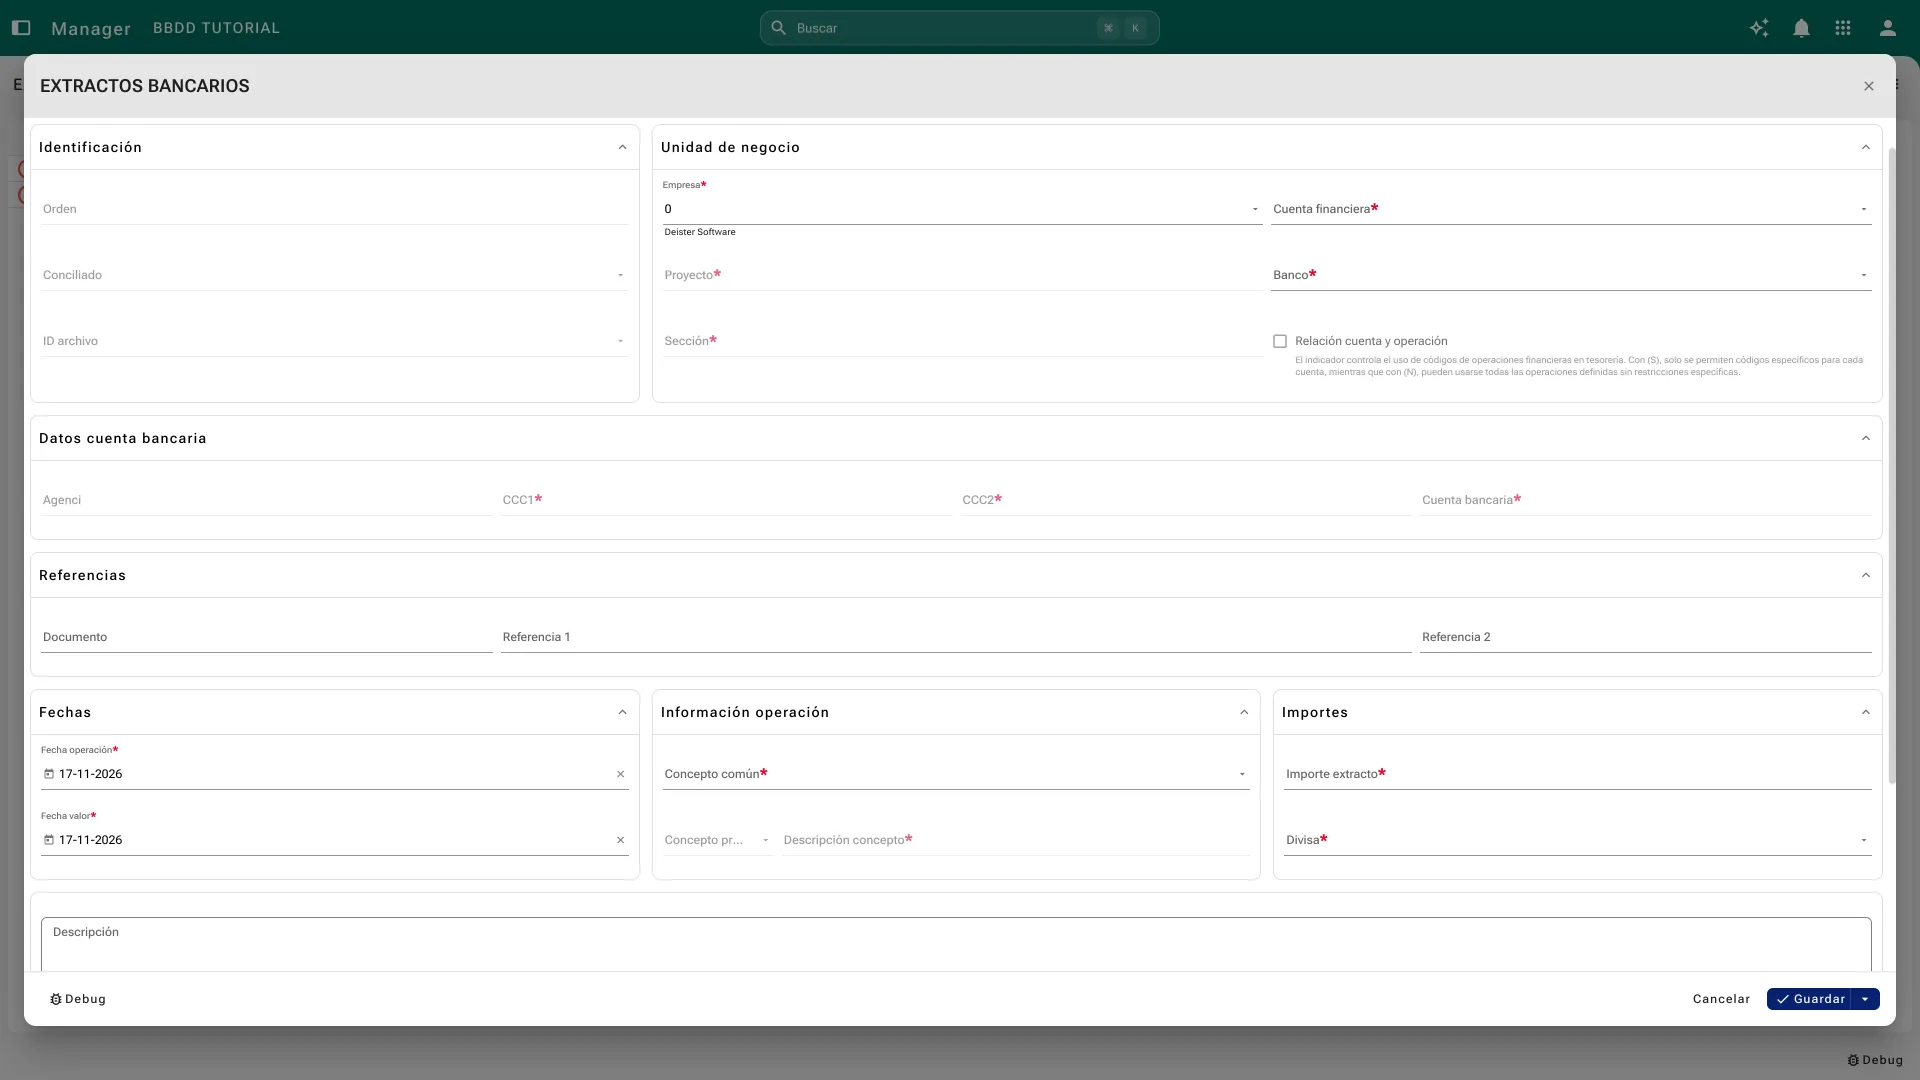 Manager BBDD TUTORIAL
Buscar ⌘ K
EXTRACTOS BANCARIOS
Identificación
Orden
Conciliado
ID archivo
Unidad de negocio
Empresa*
0
Deister Software
Cuenta financiera*
Proyecto*
Banco*
Sección*
Relación cuenta y operación
El indicador controla el uso de códigos de operaciones financieras en tesorería. Con (S), solo se permiten códigos específicos para cada
cuenta, mientras que con (N), pueden usarse todas las operaciones definidas sin restricciones específicas.
Datos cuenta bancaria
Agenci
CCC1*
CCC2*
Cuenta bancaria*
Referencias
Documento
Referencia 1
Referencia 2
Fechas
Fecha operación*
17-11-2026
Fecha valor*
17-11-2026
Información operación
Concepto común*
Concepto pr...
Descripción concepto*
Importes
Importe extracto*
Divisa*
Descripción
Debug
Cancelar
Guardar
Debug